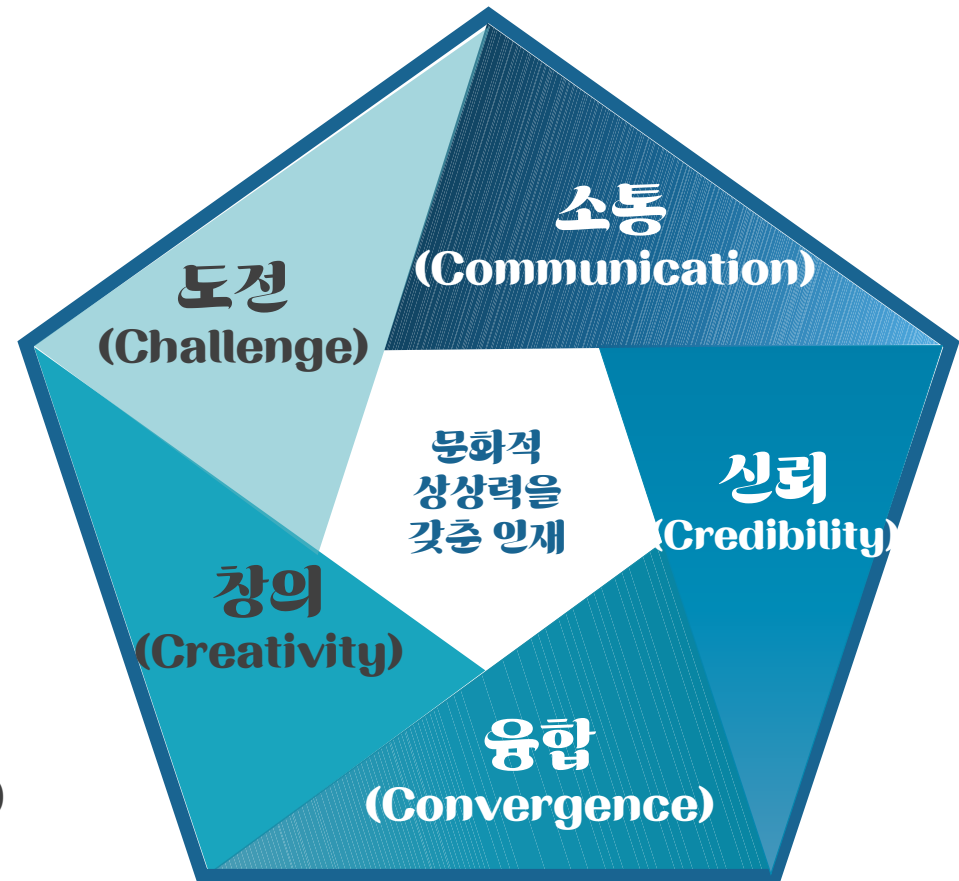 소통
(Communication)
도전
(Challenge)
문화적
상상력을
갖춘 인재
신뢰
(Credibility)
창의
(Creativity)
융합
(Convergence)
)